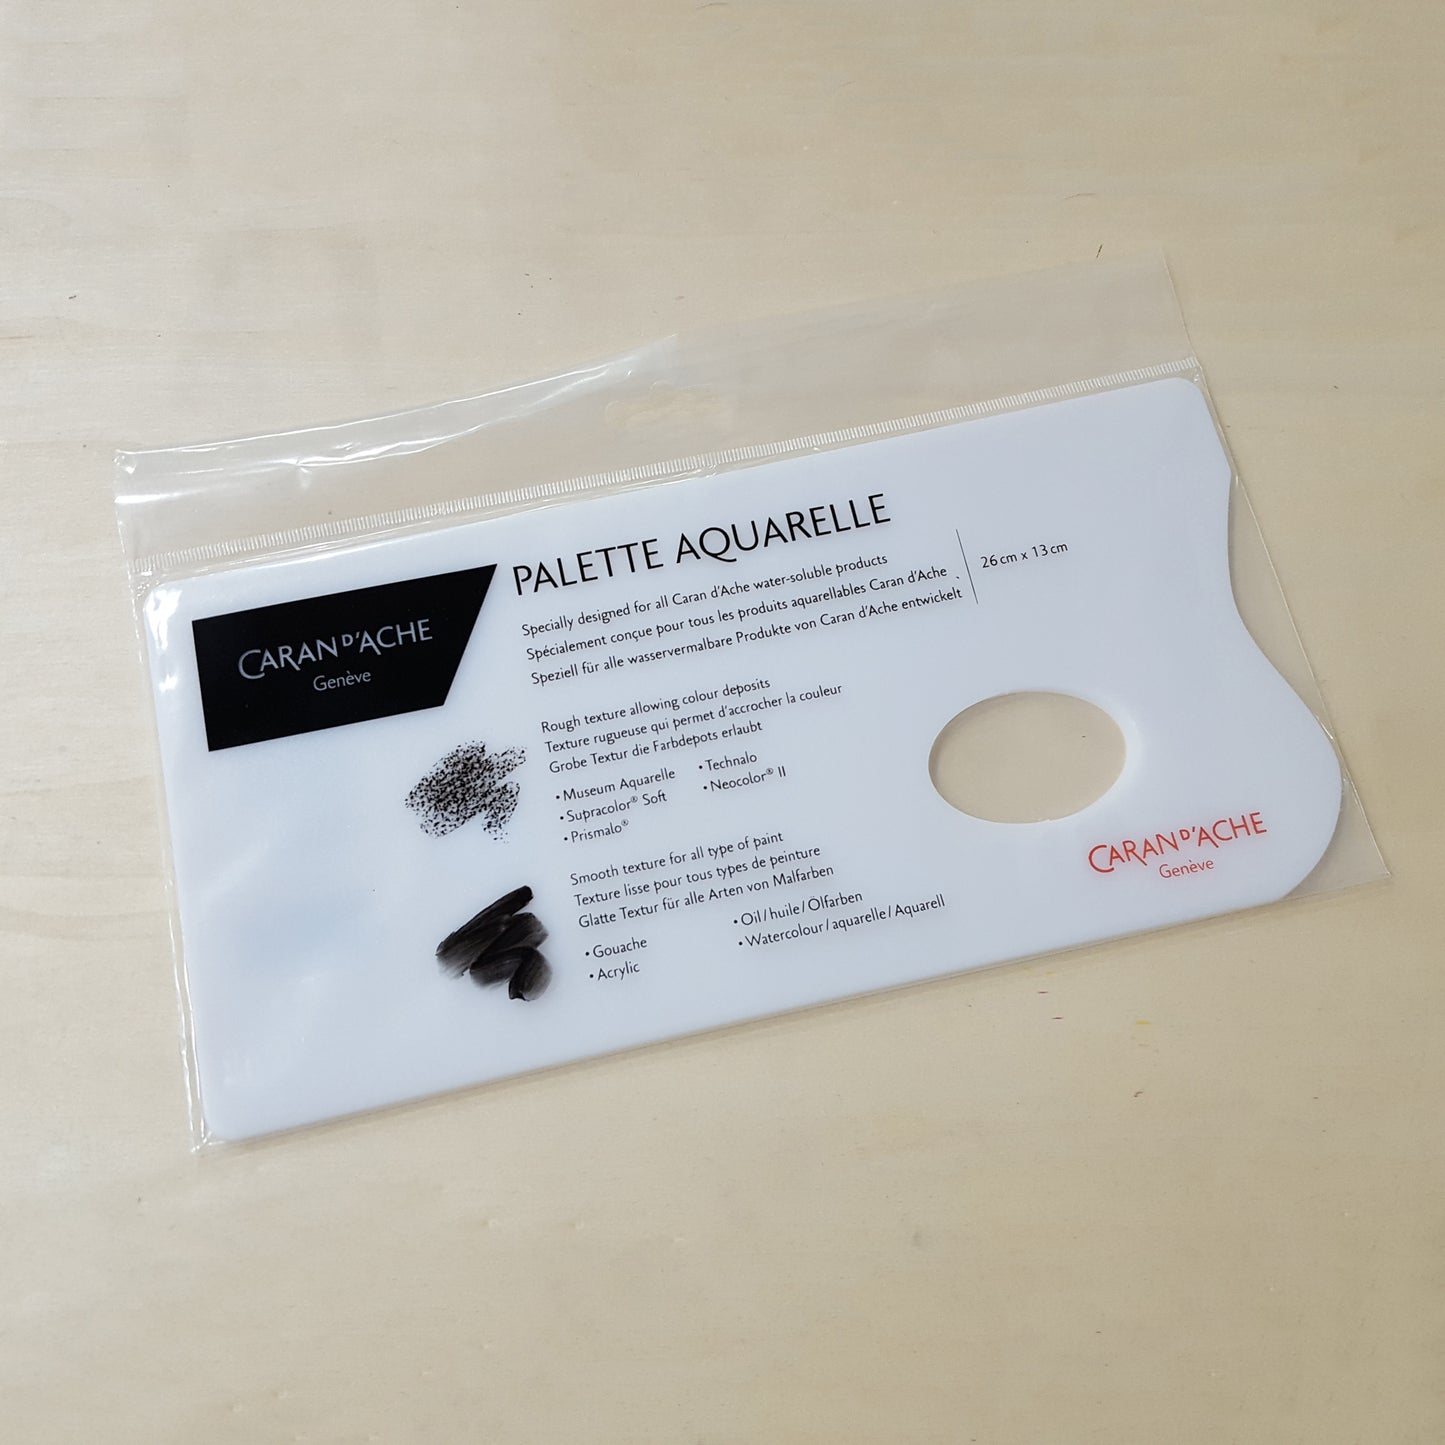 CARAN D'ACHE
Genève
PALETTE AQUARELLE
Specially designed for all Caran d'Ache water-soluble products
Spécialement conçue pour tous les produits aquarellables Caran d'Ache
Speziell für alle wasservermalbare Produkte von Caran d'Ache entwickelt
26 cm x 13 cm
Rough texture allowing colour deposits
Texture rugueuse qui permet d'accrocher la couleur
Grobe Textur die Farbdepots erlaubt
• Museum Aquarelle
• Supracolor® Soft
• Prismalo®
• Technalo
• Neocolor® II
Smooth texture for all type of paint
Texture lisse pour tous types de peinture
Glatte Textur für alle Arten von Malfarben
• Gouache
• Acrylic
• Oil / huile / Ölfarben
• Watercolour / aquarelle / Aquarell
CARAN D'ACHE
Genève